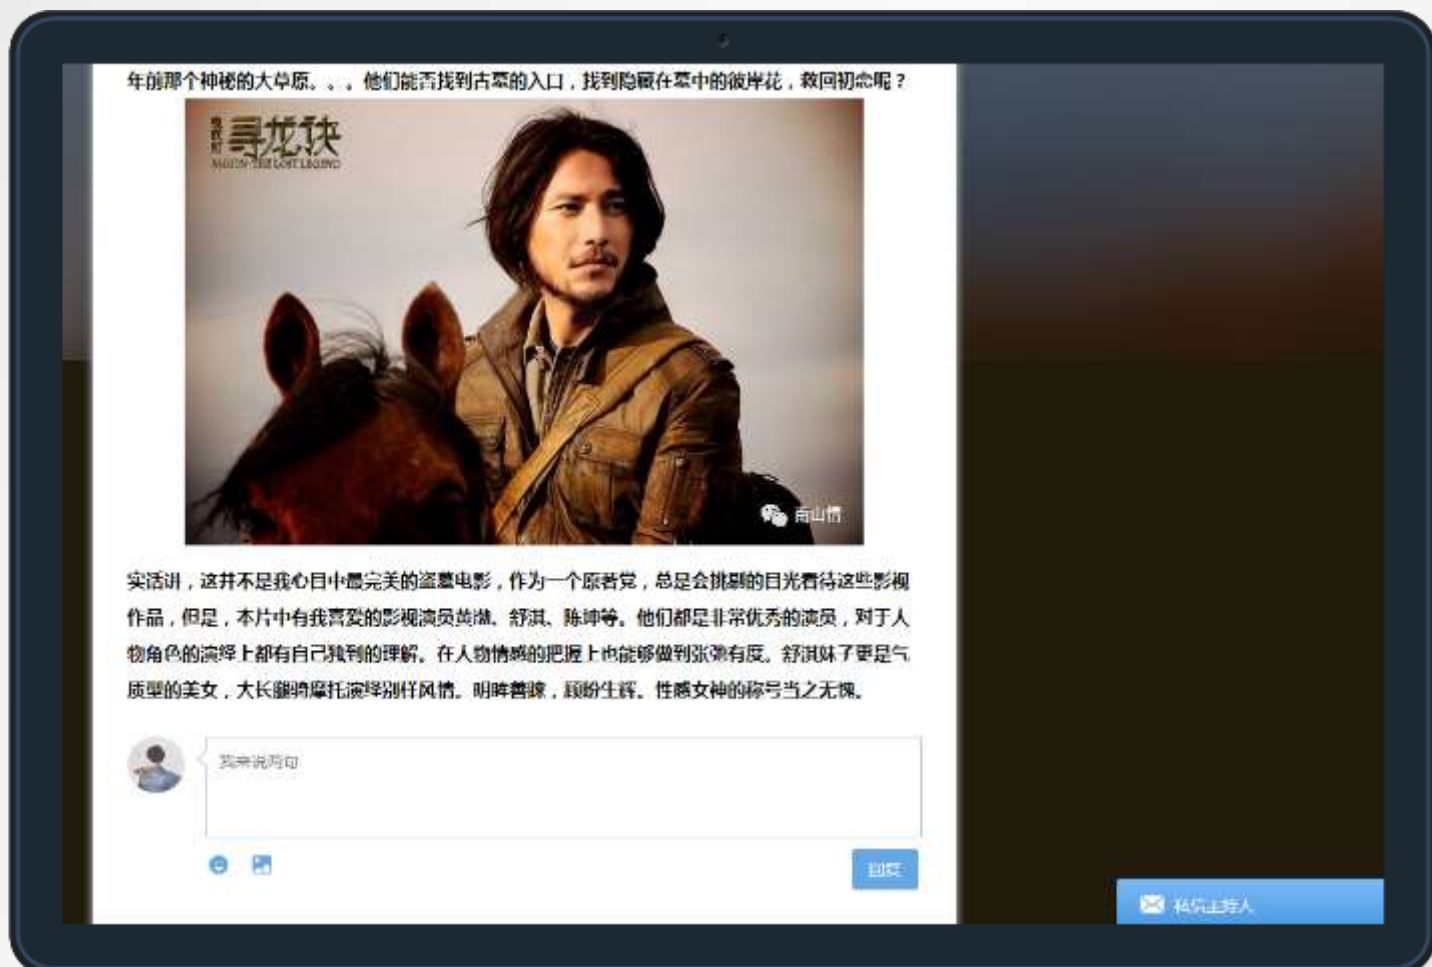 年前那个神秘的大草原。。。他们能否找到古墓的入口，找到隐藏在墓中的彼岸花，救回初念呢？
寻龙诀
MOJIN-THE LOST LEGEND
南山情
实话讲，这并不是我心目中最完美的盗墓电影，作为一个原著党，总是会挑剔的目光看待这些影视
作品，但是，本片中有我喜爱的影视演员黄渤、舒淇、陈坤等。他们都是非常优秀的演员，对于人
物角色的演绎上都有自己独到的理解。在人物情感的把握上也能够做到张弛有度。舒淇妹子更是气
质型的美女，大长腿骑摩托演绎别样风情。明眸善睐，顾盼生辉。性感女神的称号当之无愧。
我来说两句
回复
私信主持人